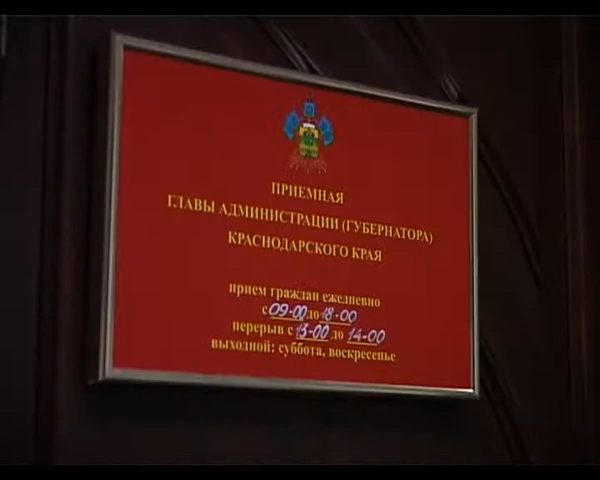 ПРИЕМНАЯ
ГЛАВЫ АДМИНИСТРАЦИИ (ГУБЕРНАТОРА)
КРАСНОДАРСКОГО КРАЯ
прием граждан ежедневно
с 09-00 до 18-00
перерыв с 13-00 до 14-00
выходной: суббота, воскресенье